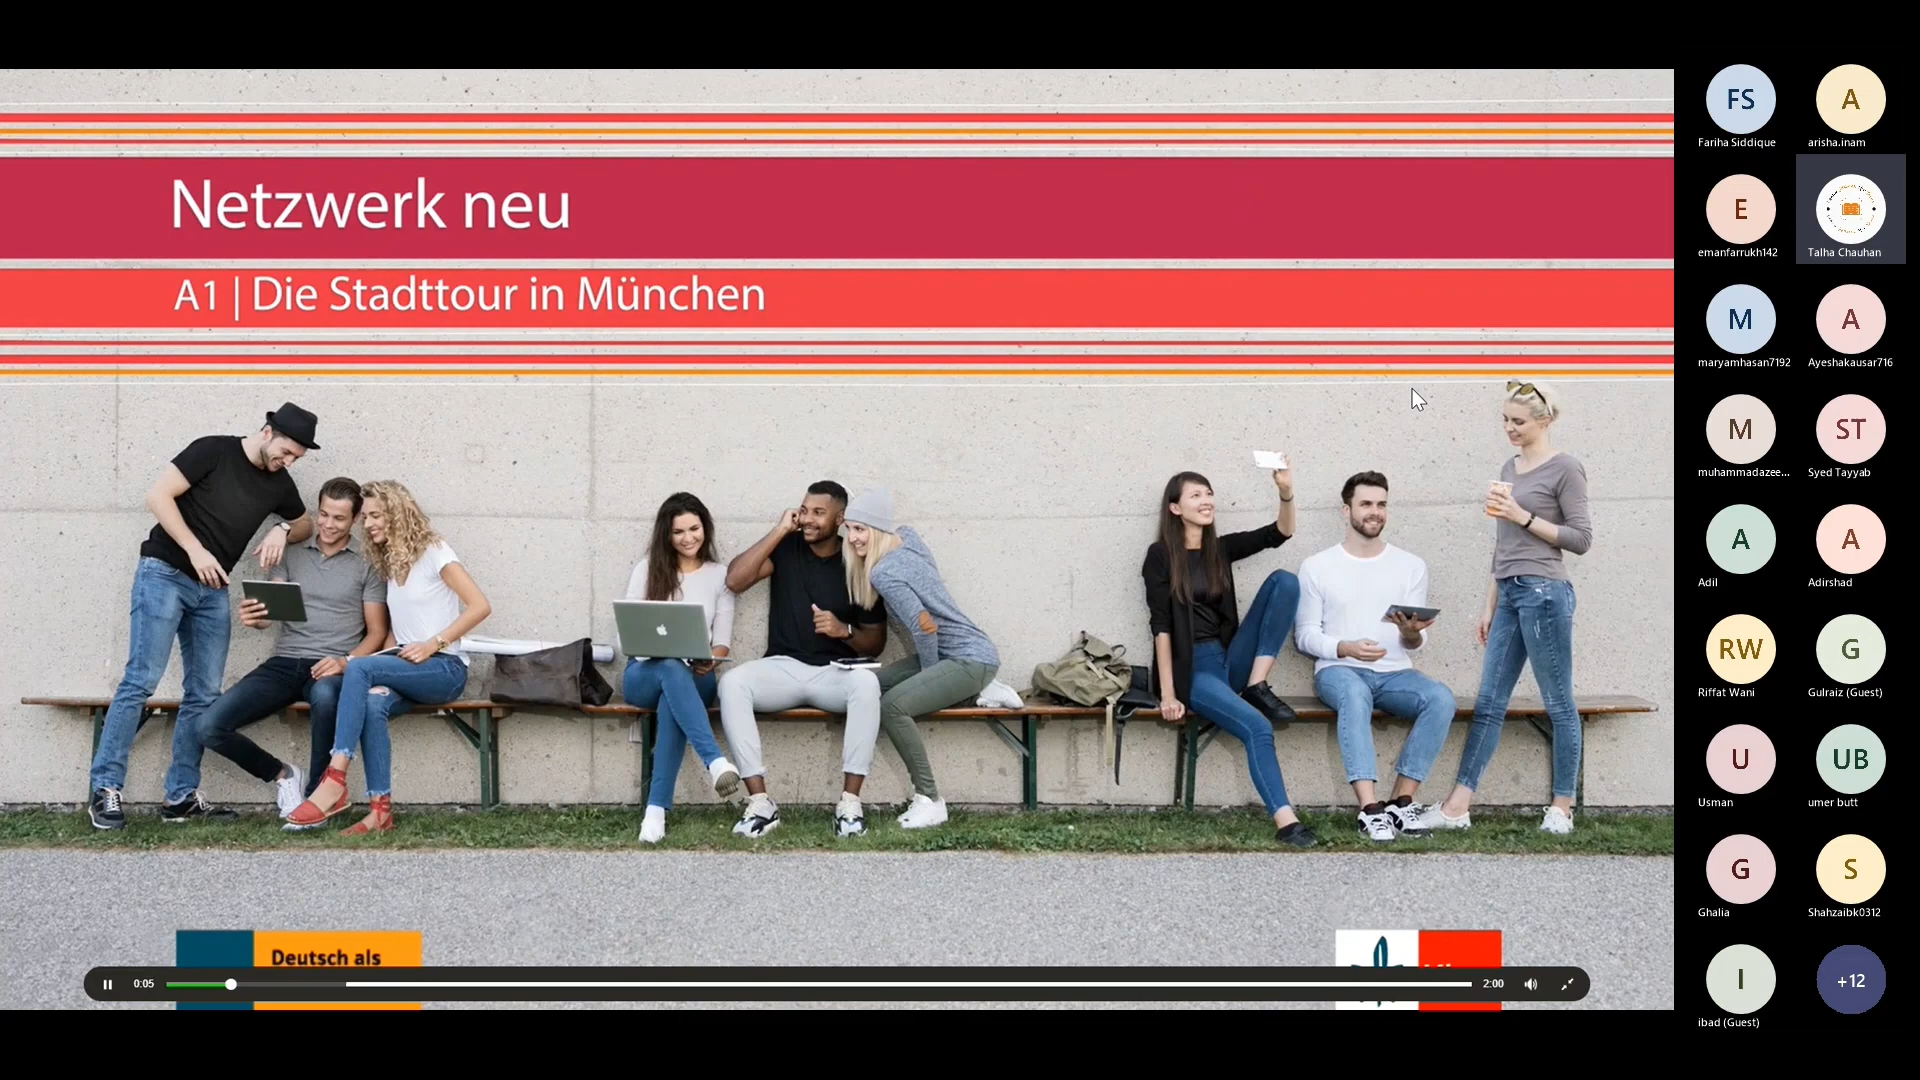 Netzwerk neu
A1 | Die Stadttour in München
Deutsch als
0:05
2:00
FS
Fariha Siddique
A
arisha.inam
E
emanfarrukh142
Talha Chauhan
M
maryamhasan7192
A
Ayeshakausar716
M
muhammadazee...
ST
Syed Tayyab
A
Adil
A
Adirshad
RW
Riffat Wani
G
Gulraiz (Guest)
U
Usman
UB
umer butt
G
Ghalia
S
Shahzaibk0312
I
ibad (Guest)
+12